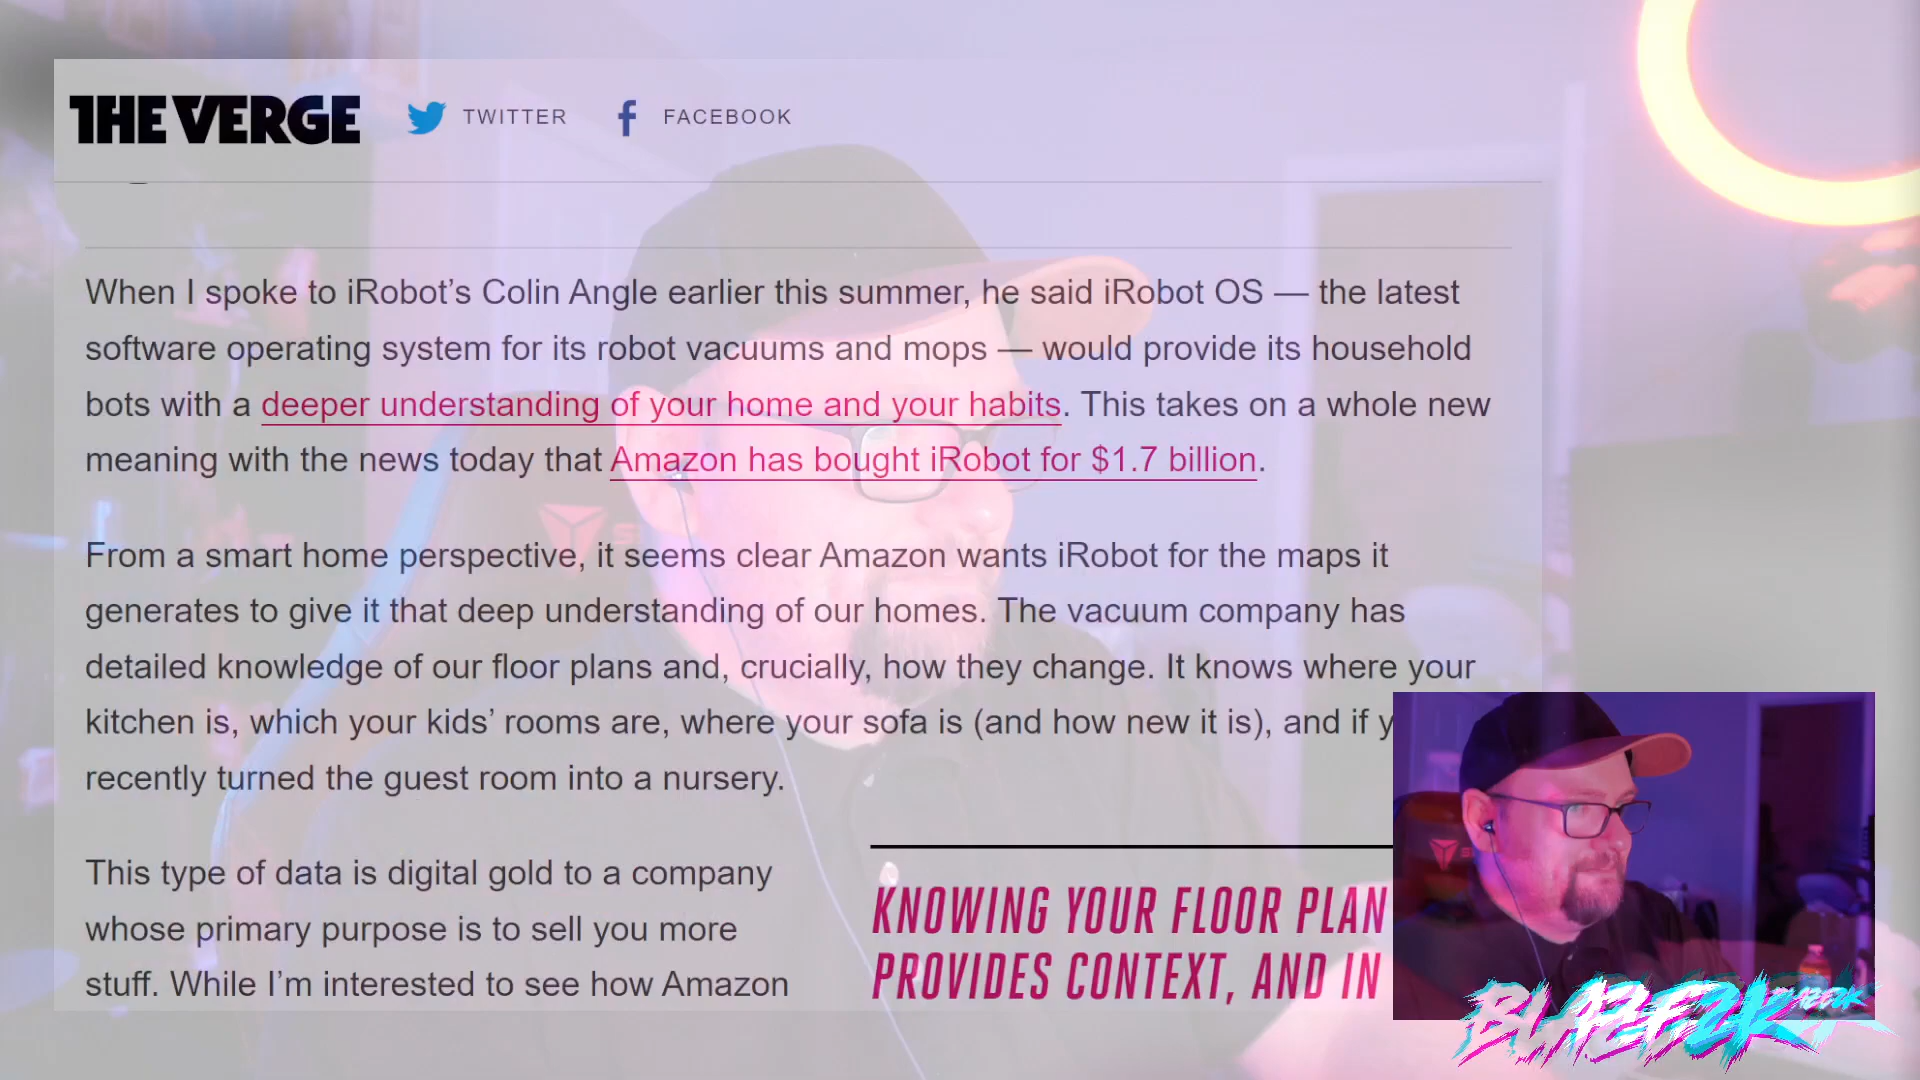 THE VERGE TWITTER FACEBOOK
When I spoke to iRobot’s Colin Angle earlier this summer, he said iRobot OS — the latest
software operating system for its robot vacuums and mops — would provide its household
bots with a deeper understanding of your home and your habits. This takes on a whole new
meaning with the news today that Amazon has bought iRobot for $1.7 billion.
From a smart home perspective, it seems clear Amazon wants iRobot for the maps it
generates to give it that deep understanding of our homes. The vacuum company has
detailed knowledge of our floor plans and, crucially, how they change. It knows where your
kitchen is, which your kids’ rooms are, where your sofa is (and how new it is), and if y
recently turned the guest room into a nursery.
This type of data is digital gold to a company
whose primary purpose is to sell you more
stuff. While I’m interested to see how Amazon
KNOWING YOUR FLOOR PLAN
PROVIDES CONTEXT, AND IN